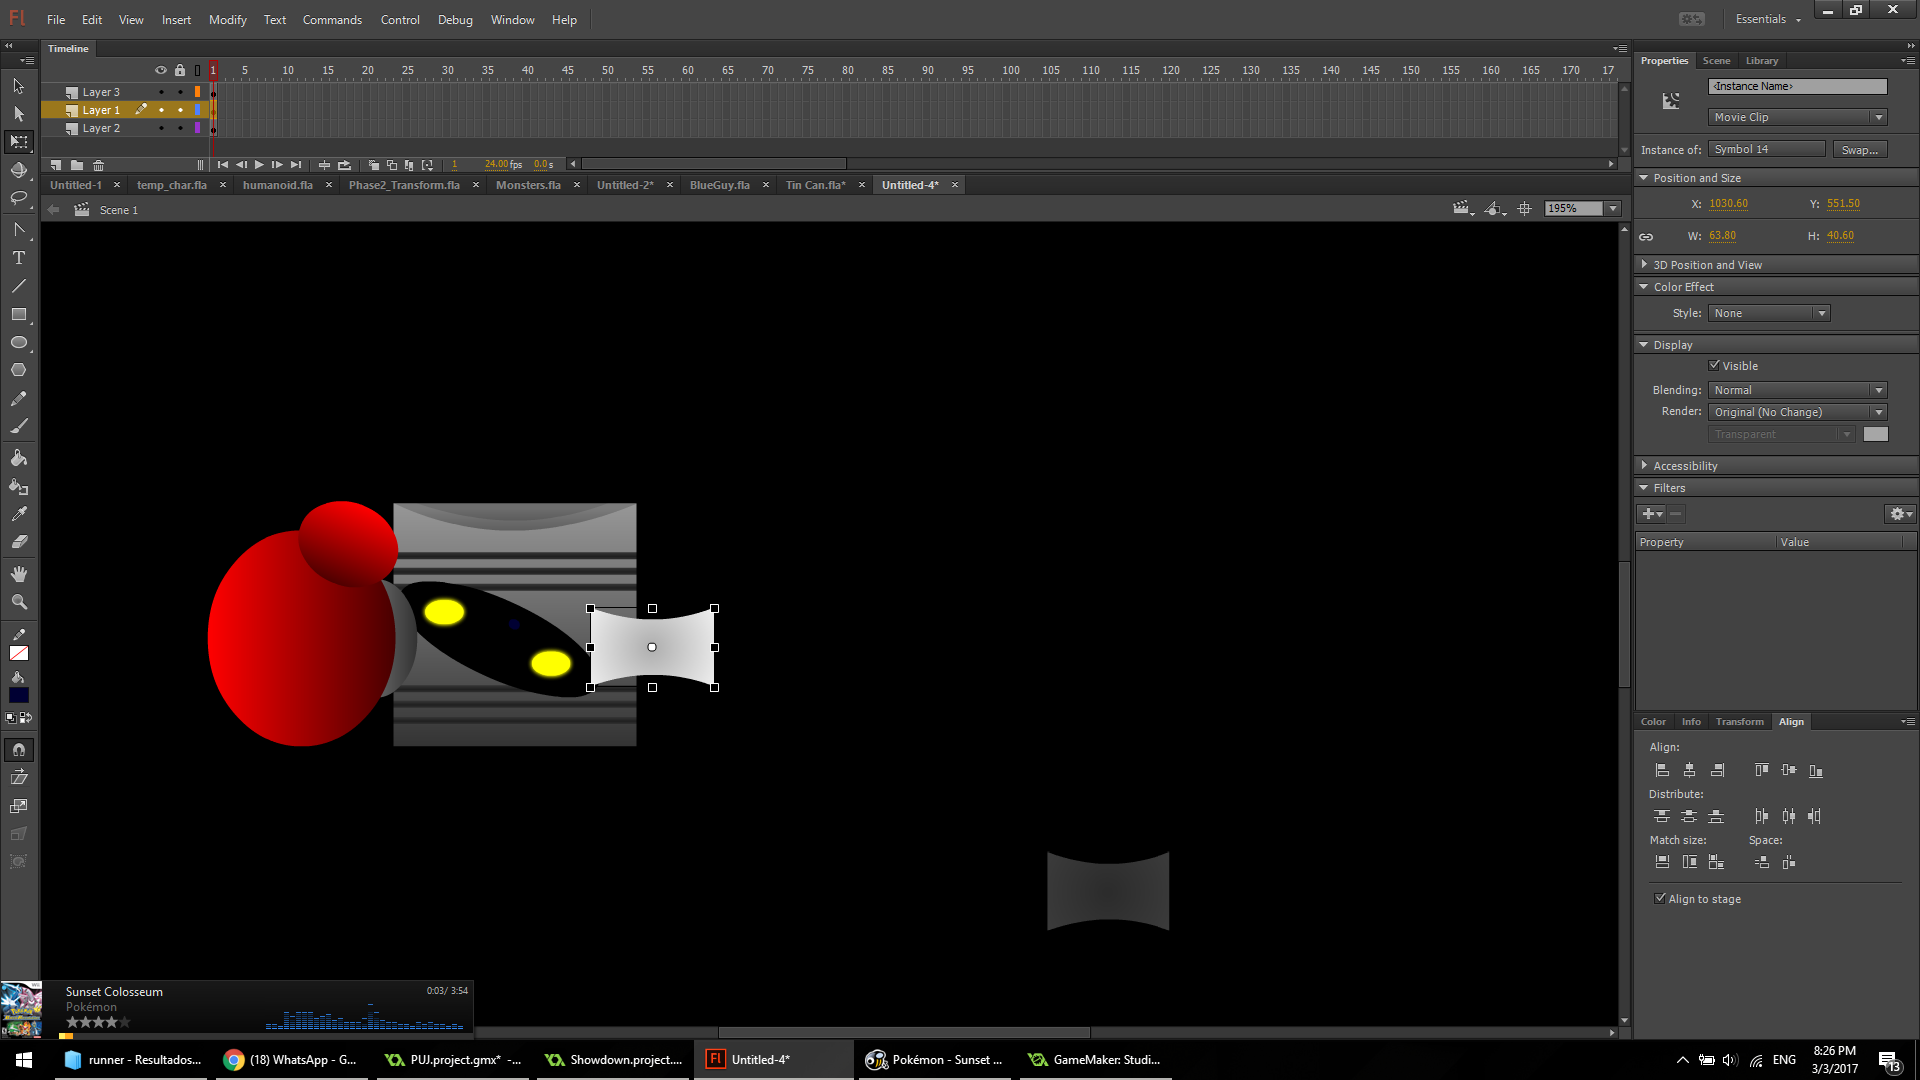 Fl File Edit View Insert Modify Text Commands Control Debug Window Help Essentials
Timeline
1 5 10 15 20 25 30 35 40 45 50 55 60 65 70 75 80 85 90 95 100 105 110 115 120 125 130 135 140 145 150 155 160 165 170 17
Layer 3
Layer 1
Layer 2
1 24.00 fps 0.0 s
Untitled-1 temp_char.fla humanoid.fla Phase2_Transform.fla Monsters.fla Untitled-2* BlueGuy.fla Tin Can.fla* Untitled-4*
Scene 1 195%
Properties Scene Library
<Instance Name>
Movie Clip
Instance of: Symbol 14 Swap...
Position and Size
X: 1030.60 Y: 551.50
W: 63.80 H: 40.60
3D Position and View
Color Effect
Style: None
Display
Visible
Blending: Normal
Render: Original (No Change)
Transparent
Accessibility
Filters
Property Value
Color Info Transform Align
Align:
Distribute:
Match size: Space:
Align to stage
Sunset Colosseum 0:03/ 3:54
Pokémon
runner - Resultados... (18) WhatsApp - G... PUJ.project.gmx* -... Showdown.project.... Fl Untitled-4* Pokémon - Sunset ... GameMaker: Studi... ENG
8:26 PM
3/3/2017
13